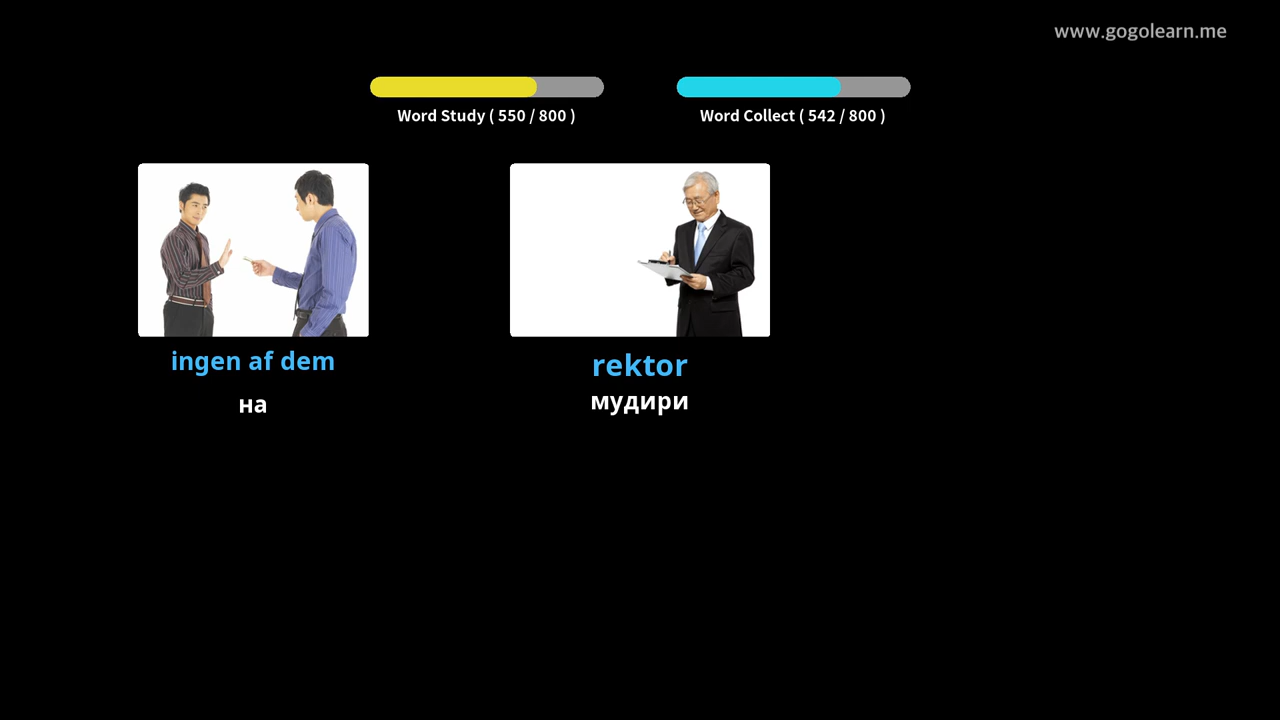 www.gogolearn.me
Word Study ( 550 / 800 )
Word Collect ( 542 / 800 )
ingen af dem
на
rektor
мудири